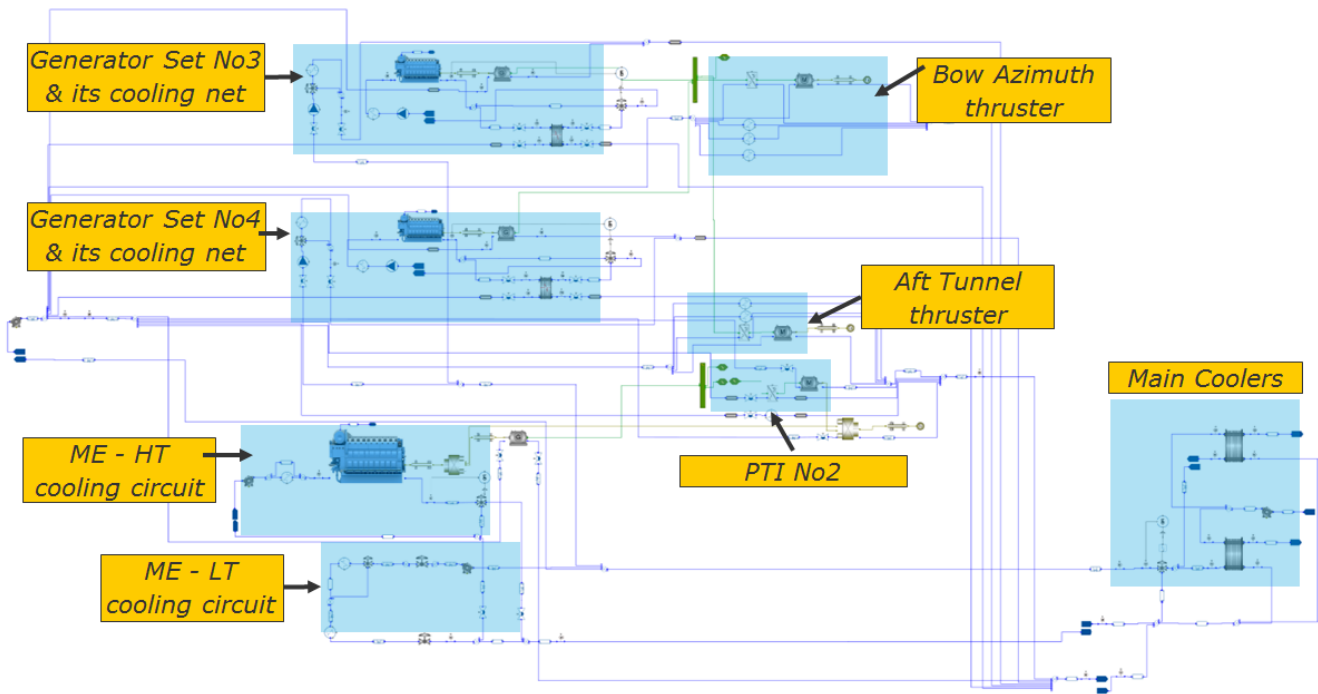 Generator Set No3
& its cooling net
Bow Azimuth
thruster
Generator Set No4
& its cooling net
Aft Tunnel
thruster
Main Coolers
ME - HT
cooling circuit
PTI No2
ME - LT
cooling circuit